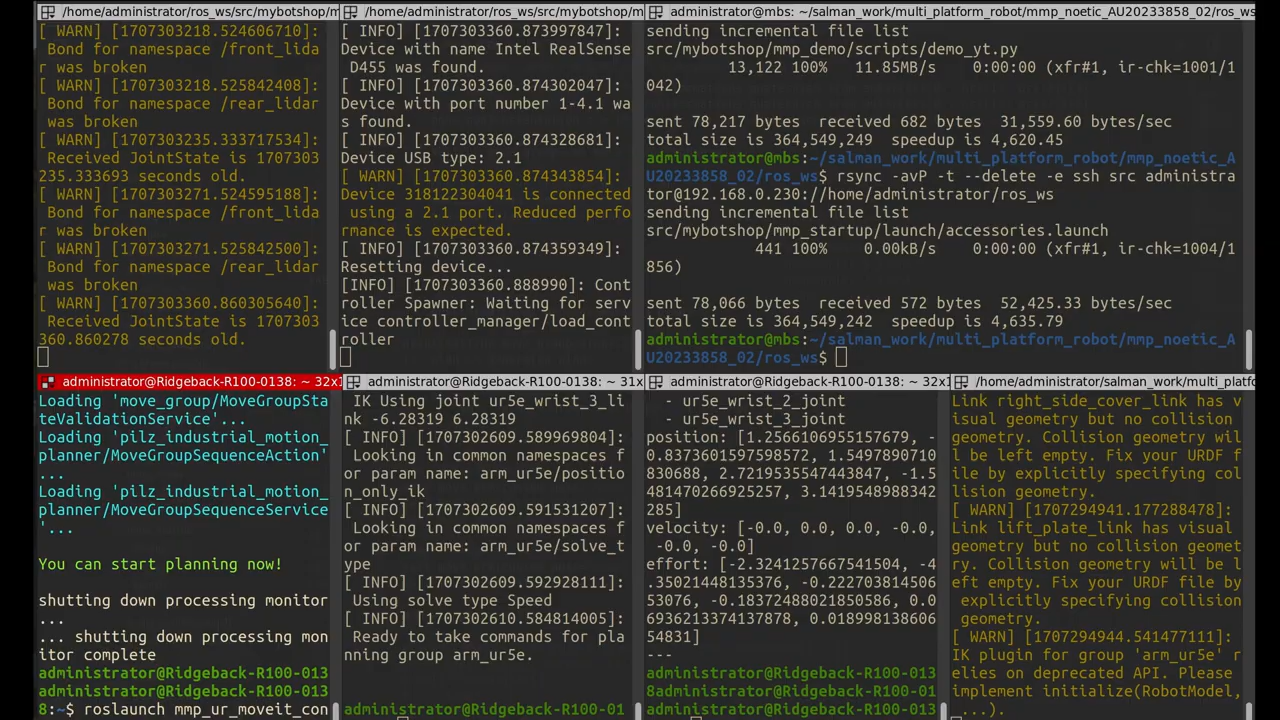 /home/administrator/ros_ws/src/mybotshop/m
[ WARN] [1707303218.524606710]:
Bond for namespace /front_lida
r was broken
[ WARN] [1707303218.525842408]:
Bond for namespace /rear_lidar
was broken
[ WARN] [1707303235.333717534]:
Received JointState is 1707303
235.333693 seconds old.
[ WARN] [1707303271.524595188]:
Bond for namespace /front_lida
r was broken
[ WARN] [1707303271.525842500]:
Bond for namespace /rear_lidar
was broken
[ WARN] [1707303360.860305640]:
Received JointState is 1707303
360.860278 seconds old.
/home/administrator/ros_ws/src/mybotshop/m
[ INFO] [1707303360.873997847]:
Device with name Intel RealSense
D455 was found.
[ INFO] [1707303360.874302047]:
Device with port number 1-4.1 wa
s found.
[ INFO] [1707303360.874328681]:
Device USB type: 2.1
[ WARN] [1707303360.874343854]:
Device 318122304041 is connected
using a 2.1 port. Reduced perfo
rmance is expected.
[ INFO] [1707303360.874359349]:
Resetting device...
[INFO] [1707303360.888990]: Cont
roller Spawner: Waiting for serv
ice controller_manager/load_cont
roller
administrator@mbs: ~/salman_work/multi_platform_robot/mmp_noetic_AU20233858_02/ros_ws
sending incremental file list
src/mybotshop/mmp_demo/scripts/demo_yt.py
13,122 100% 11.85MB/s 0:00:00 (xfr#1, ir-chk=1001/1
042)
sent 78,217 bytes received 682 bytes 31,559.60 bytes/sec
total size is 364,549,249 speedup is 4,620.45
administrator@mbs:~/salman_work/multi_platform_robot/mmp_noetic_A
U20233858_02/ros_ws$ rsync -avP -t --delete -e ssh src administra
tor@192.168.0.230://home/administrator/ros_ws
sending incremental file list
src/mybotshop/mmp_startup/launch/accessories.launch
441 100% 0.00kB/s 0:00:00 (xfr#1, ir-chk=1004/1
856)
sent 78,066 bytes received 572 bytes 52,425.33 bytes/sec
total size is 364,549,242 speedup is 4,635.79
administrator@mbs:~/salman_work/multi_platform_robot/mmp_noetic_A
U20233858_02/ros_ws$
administrator@Ridgeback-R100-0138: ~ 32x1
Loading 'move_group/MoveGroupSta
teValidationService'...
Loading 'pilz_industrial_motion_
planner/MoveGroupSequenceAction'
...
Loading 'pilz_industrial_motion_
planner/MoveGroupSequenceService
'...
You can start planning now!
shutting down processing monitor
...
... shutting down processing mon
itor complete
administrator@Ridgeback-R100-013
administrator@Ridgeback-R100-013
8:~$ roslaunch mmp_ur_moveit_con
administrator@Ridgeback-R100-0138: ~ 31x
IK Using joint ur5e_wrist_3_li
nk -6.28319 6.28319
[ INFO] [1707302609.589969804]:
Looking in common namespaces f
or param name: arm_ur5e/positio
n_only_ik
[ INFO] [1707302609.591531207]:
Looking in common namespaces f
or param name: arm_ur5e/solve_t
ype
[ INFO] [1707302609.592928111]:
Using solve type Speed
[ INFO] [1707302610.584814005]:
Ready to take commands for pla
nning group arm_ur5e.
administrator@Ridgeback-R100-01
administrator@Ridgeback-R100-0138: ~ 32x1
- ur5e_wrist_2_joint
- ur5e_wrist_3_joint
position: [1.2566106955157679, -
0.8373601597598572, 1.5497890710
830688, 2.7219535547443847, -1.5
481470266925257, 3.1419548988342
285]
velocity: [-0.0, 0.0, 0.0, -0.0,
-0.0, -0.0]
effort: [-2.3241257667541504, -4
.35021448135376, -0.222703814506
53076, -0.18372488021850586, 0.0
6936213374137878, 0.018998138606
54831]
---
administrator@Ridgeback-R100-013
8administrator@Ridgeback-R100-01
administrator@Ridgeback-R100-013
/home/administrator/salman_work/multi_platfo
Link right_side_cover_link has v
isual geometry but no collision
geometry. Collision geometry wil
l be left empty. Fix your URDF f
ile by explicitly specifying col
lision geometry.
[ WARN] [1707294941.177288478]:
Link lift_plate_link has visual
geometry but no collision geomet
ry. Collision geometry will be l
eft empty. Fix your URDF file by
explicitly specifying collision
geometry.
[ WARN] [1707294944.541477111]:
IK plugin for group 'arm_ur5e' r
elies on deprecated API. Please
implement initialize(RobotModel,
...).